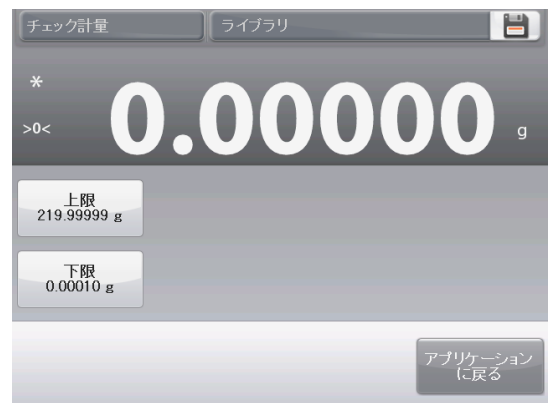 チェック計量
ライブラリ
*
>0<
0.00000 g
上限
219.99999 g
下限
0.00010 g
アプリケーション
に戻る